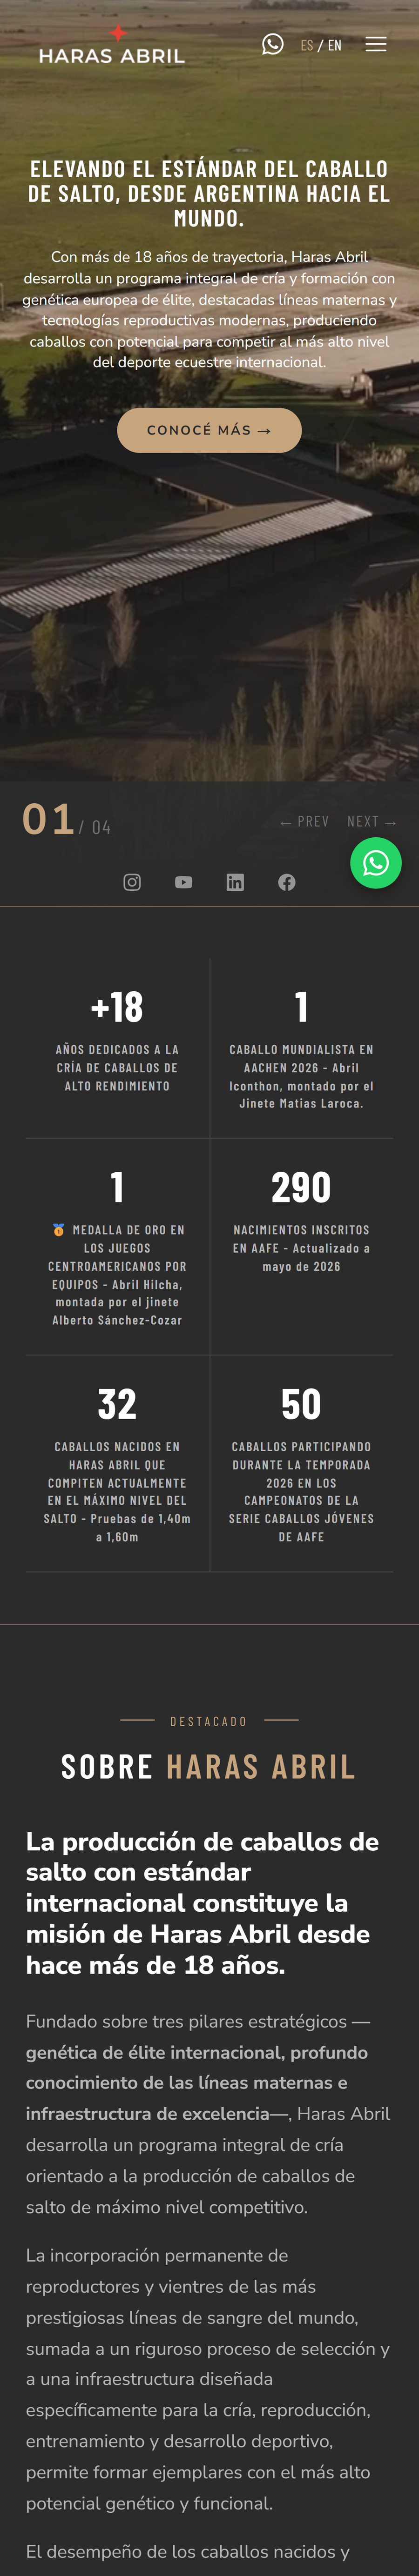 HARAS ABRIL
ES / EN
ELEVANDO EL ESTÁNDAR DEL CABALLO
DE SALTO, DESDE ARGENTINA HACIA EL
MUNDO.
Con más de 18 años de trayectoria, Haras Abril
desarrolla un programa integral de cría y formación con
genética europea de élite, destacadas líneas maternas y
tecnologías reproductivas modernas, produciendo
caballos con potencial para competir al más alto nivel
del deporte ecuestre internacional.
CONOCÉ MÁS →
01 / 04
← PREV NEXT →
+18
AÑOS DEDICADOS A LA
CRÍA DE CABALLOS DE
ALTO RENDIMIENTO
1
CABALLO MUNDIALISTA EN
AACHEN 2026 - Abril
Iconthon, montado por el
Jinete Matias Laroca.
1
🥇 MEDALLA DE ORO EN
LOS JUEGOS
CENTROAMERICANOS POR
EQUIPOS - Abril Hilcha,
montada por el jinete
Alberto Sánchez-Cozar
290
NACIMIENTOS INSCRITOS
EN AAFE - Actualizado a
mayo de 2026
32
CABALLOS NACIDOS EN
HARAS ABRIL QUE
COMPITEN ACTUALMENTE
EN EL MÁXIMO NIVEL DEL
SALTO - Pruebas de 1,40m
a 1,60m
50
CABALLOS PARTICIPANDO
DURANTE LA TEMPORADA
2026 EN LOS
CAMPEONATOS DE LA
SERIE CABALLOS JÓVENES
DE AAFE
DESTACADO
SOBRE HARAS ABRIL
La producción de caballos de
salto con estándar
internacional constituye la
misión de Haras Abril desde
hace más de 18 años.
Fundado sobre tres pilares estratégicos —
genética de élite internacional, profundo
conocimiento de las líneas maternas e
infraestructura de excelencia—, Haras Abril
desarrolla un programa integral de cría
orientado a la producción de caballos de
salto de máximo nivel competitivo.
La incorporación permanente de
reproductores y vientres de las más
prestigiosas líneas de sangre del mundo,
sumada a un riguroso proceso de selección y
a una infraestructura diseñada
específicamente para la cría, reproducción,
entrenamiento y desarrollo deportivo,
permite formar ejemplares con el más alto
potencial genético y funcional.
El desempeño de los caballos nacidos y